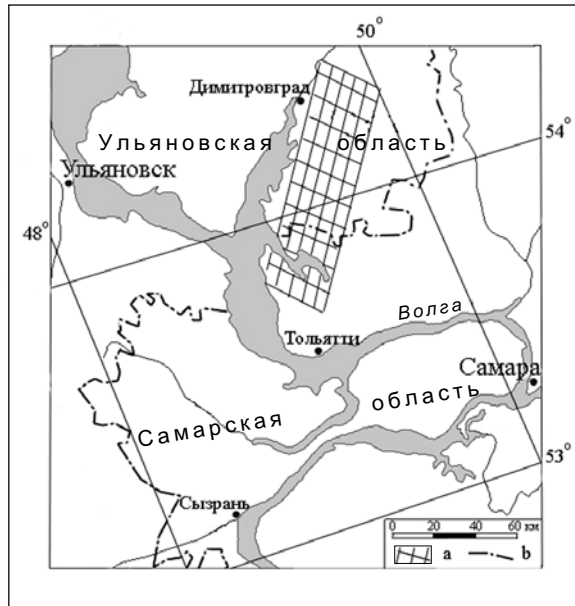 50°
Димитровград
54°
Ульяновская область
Ульяновск
48°
Волга
Тольятти
Самара
Самарская область
53°
Сызрань
0 20 40 60 км
a b